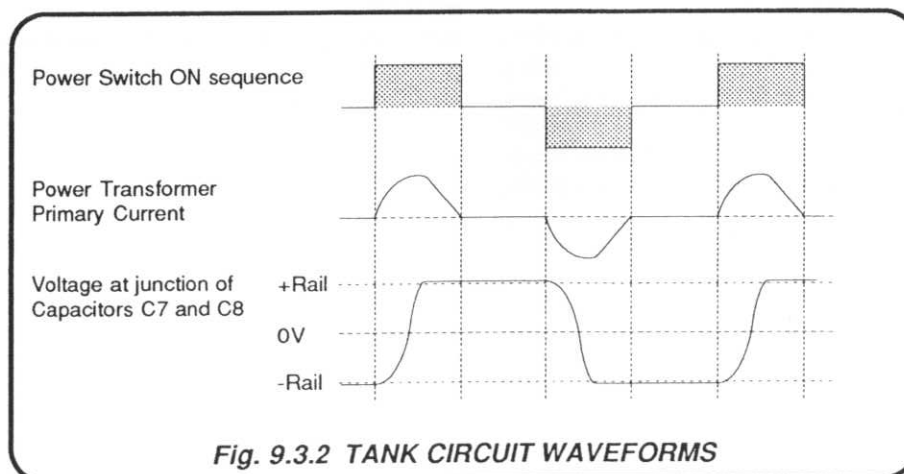 Power Switch ON sequence
Power Transformer
Primary Current
Voltage at junction of
Capacitors C7 and C8
+Rail
0V
-Rail
Fig. 9.3.2 TANK CIRCUIT WAVEFORMS